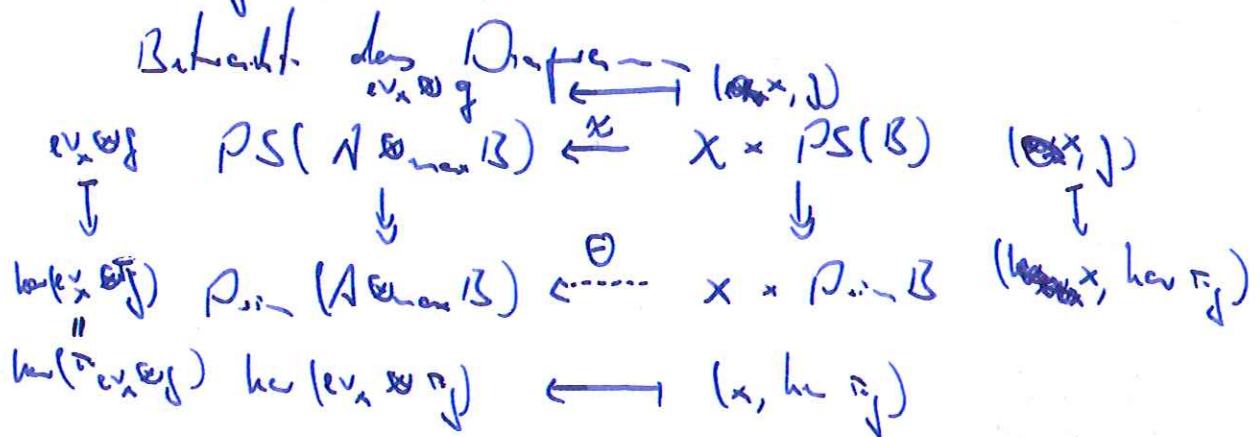 Betrachte das Diagramm
ev_x ⊗ g ⟵| (x, g)
ev_x ⊗ g PS(A ⊗_max B) ←χ X × PS(B) (x, g)
↧ ↡ ↡ ↧
ker(ev_x ⊗ π_g) Prim(A ⊗_max B) ⇠Θ X × Prim B (x, ker π_g)
=
ker(π_{ev_x ⊗ g}) ker(ev_x ⊗ π_g) ⟵| (x, ker π_g)